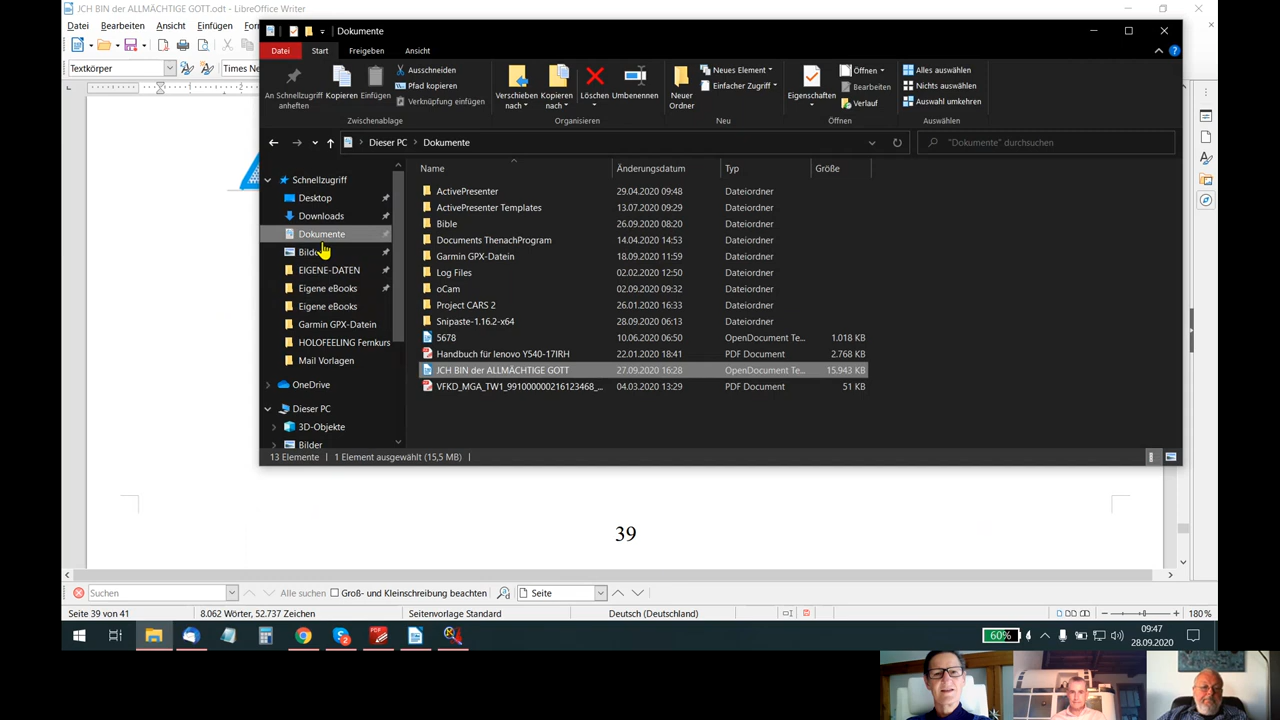 JCH BIN der ALLMÄCHTIGE GOTT.odt - LibreOffice Writer
Datei Bearbeiten Ansicht Einfügen
Textkörper
Times Ne
Dokumente
Datei Start Freigeben Ansicht
An Schnellzugriff anheften
Kopieren
Einfügen
Ausschneiden
Pfad kopieren
Verknüpfung einfügen
Zwischenablage
Verschieben nach
Kopieren nach
Löschen
Umbenennen
Organisieren
Neuer Ordner
Neues Element
Einfacher Zugriff
Neu
Eigenschaften
Öffnen
Bearbeiten
Verlauf
Öffnen
Alles auswählen
Nichts auswählen
Auswahl umkehren
Auswählen
Dieser PC > Dokumente
"Dokumente" durchsuchen
Schnellzugriff
Desktop
Downloads
Dokumente
EIGENE-DATEN
Eigene eBooks
Eigene eBooks
Garmin GPX-Datein
HOLOFEELING Fernkurs
Mail Vorlagen
OneDrive
Dieser PC
3D-Objekte
Bilder
Name Änderungsdatum Typ Größe
ActivePresenter 29.04.2020 09:48 Dateiordner
ActivePresenter Templates 13.07.2020 09:29 Dateiordner
Bible 26.09.2020 08:20 Dateiordner
Documents ThenachProgram 14.04.2020 14:53 Dateiordner
Garmin GPX-Datein 18.09.2020 11:59 Dateiordner
Log Files 02.02.2020 12:50 Dateiordner
oCam 02.02.2020 09:32 Dateiordner
Project CARS 2 26.01.2020 16:33 Dateiordner
Snipaste-1.16.2-x64 28.09.2020 06:13 Dateiordner
5678 10.06.2020 06:50 OpenDocument Te... 1.018 KB
Handbuch für lenovo Y540-17IRH 22.01.2020 18:41 PDF Document 2.768 KB
JCH BIN der ALLMÄCHTIGE GOTT 27.09.2020 16:28 OpenDocument Te... 15.943 KB
VFKD_MGA_TW1_991000000216123468_... 04.03.2020 13:29 PDF Document 51 KB
13 Elemente 1 Element ausgewählt (15,5 MB)
39
Suchen Alle suchen Groß- und Kleinschreibung beachten Seite
Seite 39 von 41 8.062 Wörter, 52.737 Zeichen Seitenvorlage Standard Deutsch (Deutschland) 180%
60%
09:47
28.09.2020